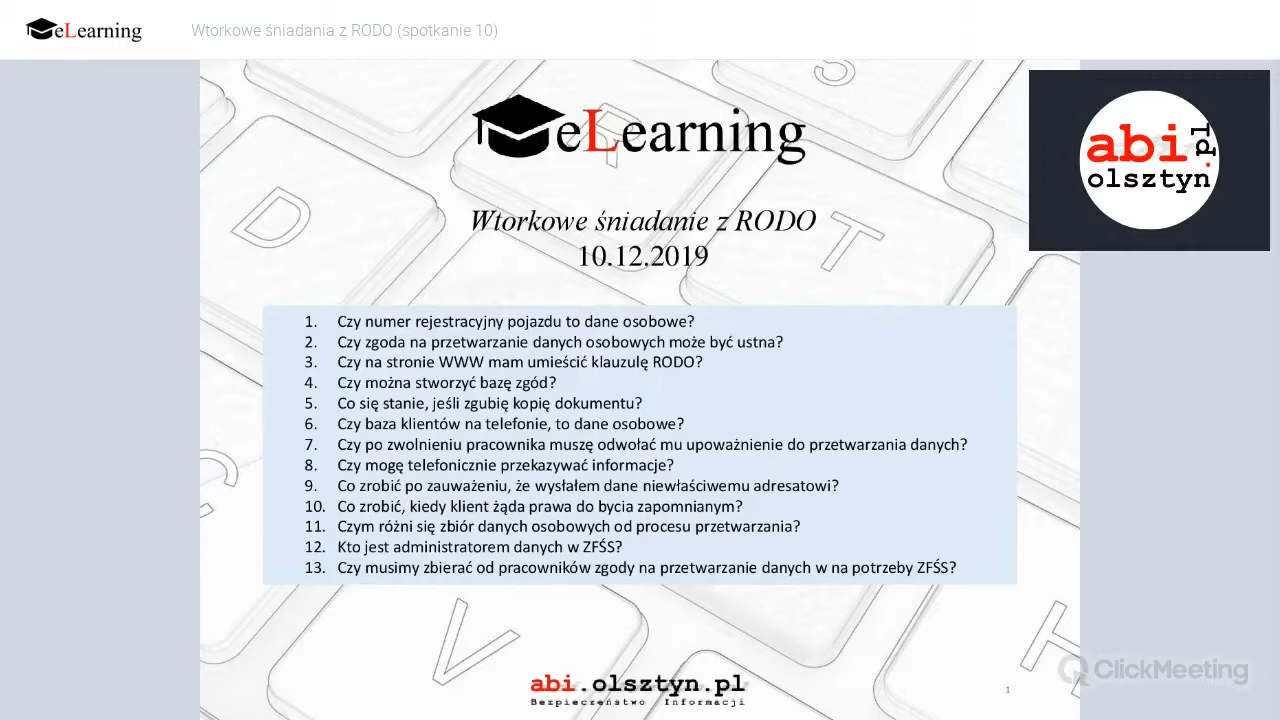 eLearning
Wtorkowe śniadania z RODO (spotkanie 10)
eLearning
abi.pl
olsztyn
Wtorkowe śniadanie z RODO
10.12.2019
1. Czy numer rejestracyjny pojazdu to dane osobowe?
2. Czy zgoda na przetwarzanie danych osobowych może być ustna?
3. Czy na stronie WWW mam umieścić klauzulę RODO?
4. Czy można stworzyć bazę zgód?
5. Co się stanie, jeśli zgubię kopię dokumentu?
6. Czy baza klientów na telefonie, to dane osobowe?
7. Czy po zwolnieniu pracownika muszę odwołać mu upoważnienie do przetwarzania danych?
8. Czy mogę telefonicznie przekazywać informacje?
9. Co zrobić po zauważeniu, że wysłałem dane niewłaściwemu adresatowi?
10. Co zrobić, kiedy klient żąda prawa do bycia zapomnianym?
11. Czym różni się zbiór danych osobowych od procesu przetwarzania?
12. Kto jest administratorem danych w ZFŚS?
13. Czy musimy zbierać od pracowników zgody na przetwarzanie danych w na potrzeby ZFŚS?
abi.olsztyn.pl
Bezpieczeństwo Informacji
1
ClickMeeting
D
R
T
S
C
V
H